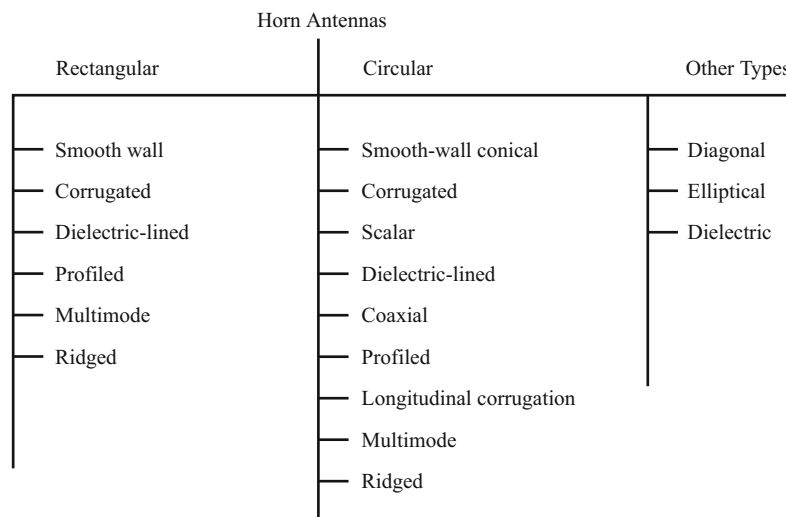 Horn Antennas
Rectangular
Circular
Other Types
Smooth wall
Corrugated
Dielectric-lined
Profiled
Multimode
Ridged
Smooth-wall conical
Corrugated
Scalar
Dielectric-lined
Coaxial
Profiled
Longitudinal corrugation
Multimode
Ridged
Diagonal
Elliptical
Dielectric